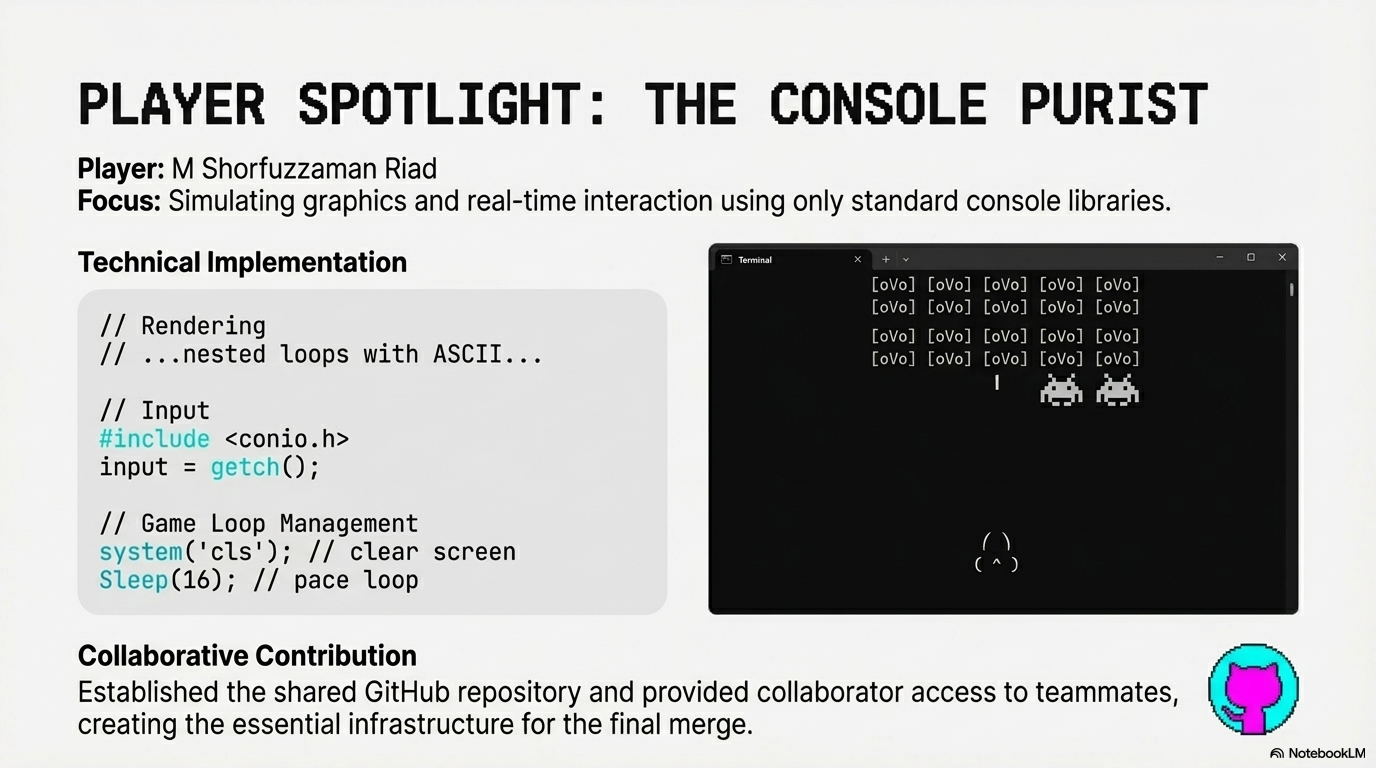 PLAYER SPOTLIGHT: THE CONSOLE PURIST
Player: M Shorfuzzaman Riad
Focus: Simulating graphics and real-time interaction using only standard console libraries.
Technical Implementation
// Rendering
// ...nested loops with ASCII...
// Input
#include <conio.h>
input = getch();
// Game Loop Management
system('cls'); // clear screen
Sleep(16); // pace loop
Terminal
[oVo] [oVo] [oVo] [oVo] [oVo]
[oVo] [oVo] [oVo] [oVo] [oVo]
[oVo] [oVo] [oVo] [oVo] [oVo]
[oVo] [oVo] [oVo] [oVo] [oVo]
|
( )
( ^ )
Collaborative Contribution
Established the shared GitHub repository and provided collaborator access to teammates,
creating the essential infrastructure for the final merge.
NotebookLM